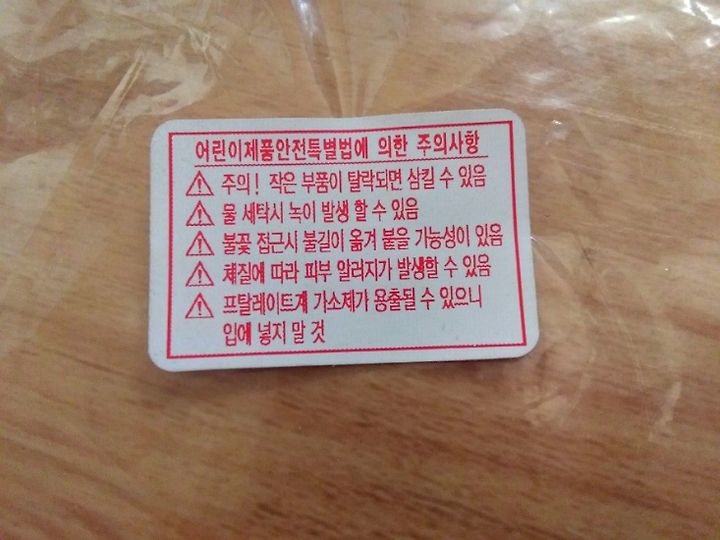 어린이제품안전특별법에 의한 주의사항
⚠ 주의! 작은 부품이 탈락되면 삼킬 수 있음
⚠ 물 세탁시 녹이 발생 할 수 있음
⚠ 불꽃 접근시 불길이 옮겨 붙을 가능성이 있음
⚠ 체질에 따라 피부 알러지가 발생할 수 있음
⚠ 프탈레이트계 가소제가 용출될 수 있으니
입에 넣지 말 것